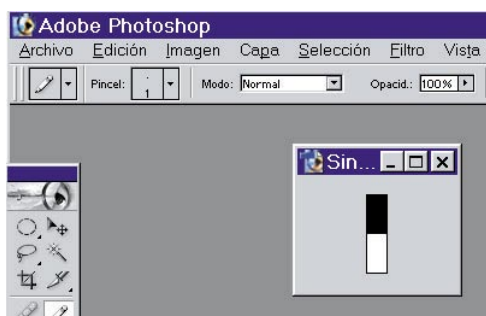 Adobe Photoshop
Archivo Edición Imagen Capa Selección Filtro Vista
Pincel: 1 Modo: Normal Opacid.: 100%
Sin...